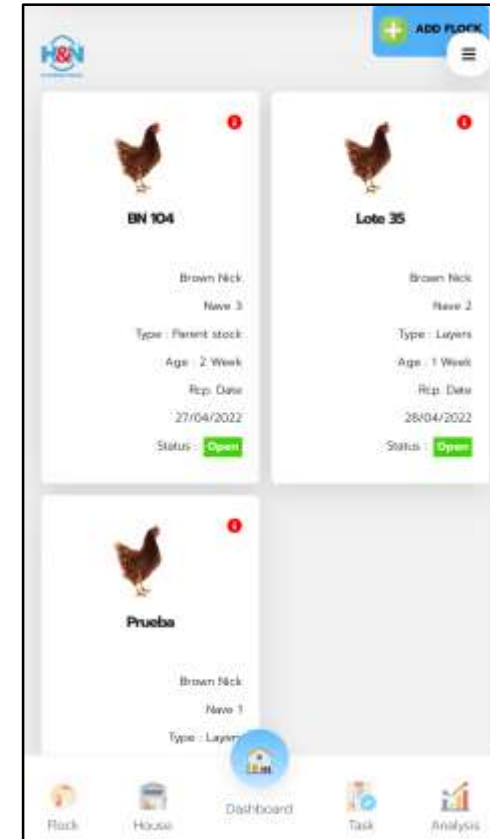 ADD FLOCK
H&N
BN 104
Brown Nick
Nave 3
Type : Parent stock
Age : 2 Week
Rcp. Date
27/04/2022
Status : Open
Lote 35
Brown Nick
Nave 2
Type : Layers
Age : 1 Week
Rcp. Date
28/04/2022
Status : Open
Prueba
Brown Nick
Nave 1
Type : Layers
Flock
House
Dashboard
Task
Analysis